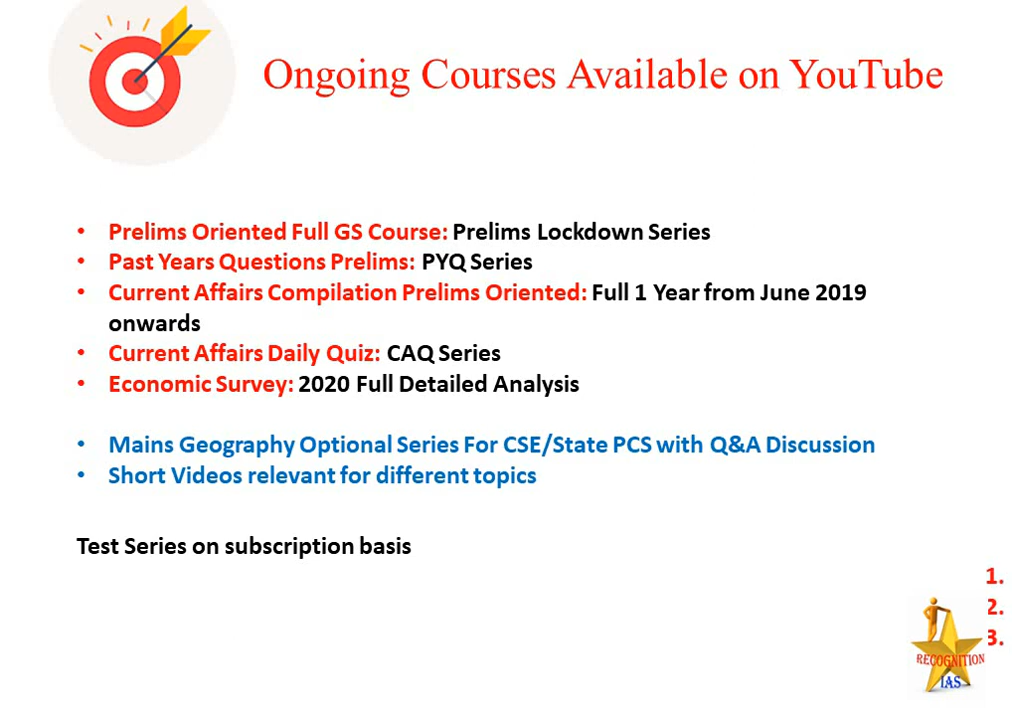 Ongoing Courses Available on YouTube
• Prelims Oriented Full GS Course: Prelims Lockdown Series
• Past Years Questions Prelims: PYQ Series
• Current Affairs Compilation Prelims Oriented: Full 1 Year from June 2019
onwards
• Current Affairs Daily Quiz: CAQ Series
• Economic Survey: 2020 Full Detailed Analysis
• Mains Geography Optional Series For CSE/State PCS with Q&A Discussion
• Short Videos relevant for different topics
Test Series on subscription basis
1.
2.
3.
RECOGNITION
IAS